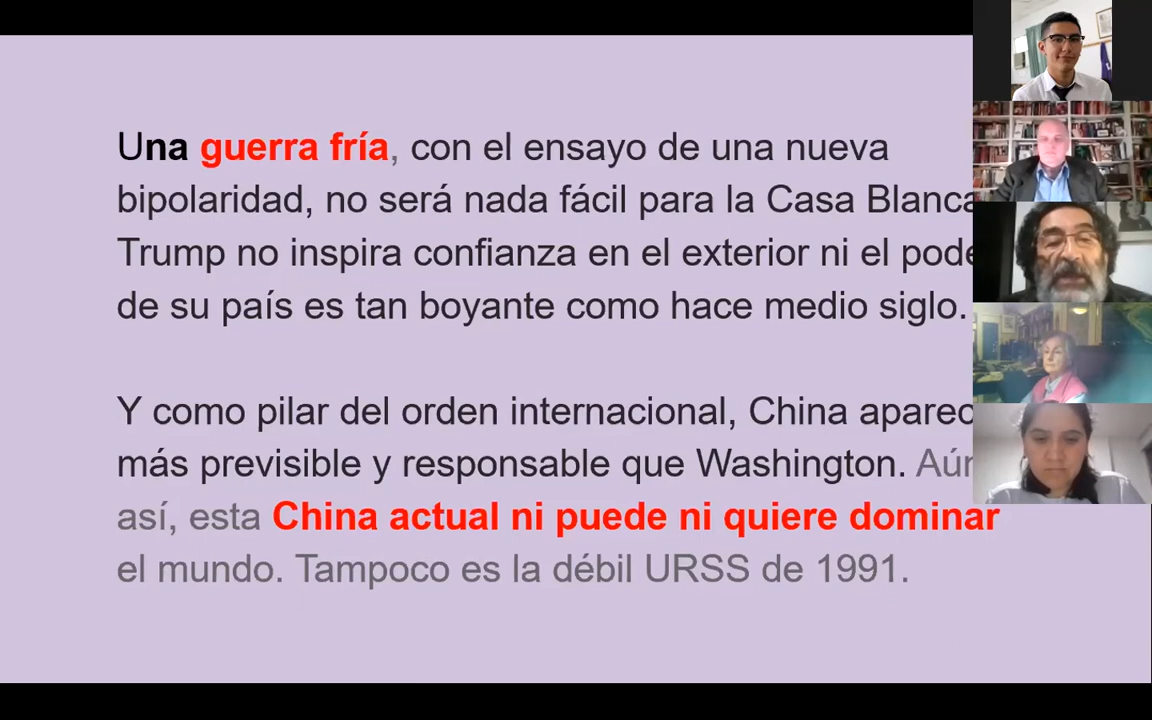 Una guerra fría, con el ensayo de una nueva
bipolaridad, no será nada fácil para la Casa Blanca
Trump no inspira confianza en el exterior ni el
de su país es tan boyante como hace medio siglo.
Y como pilar del orden internacional, China
más previsible y responsable que Washington.
así, esta China actual ni puede ni quiere dominar
el mundo. Tampoco es la débil URSS de 1991.